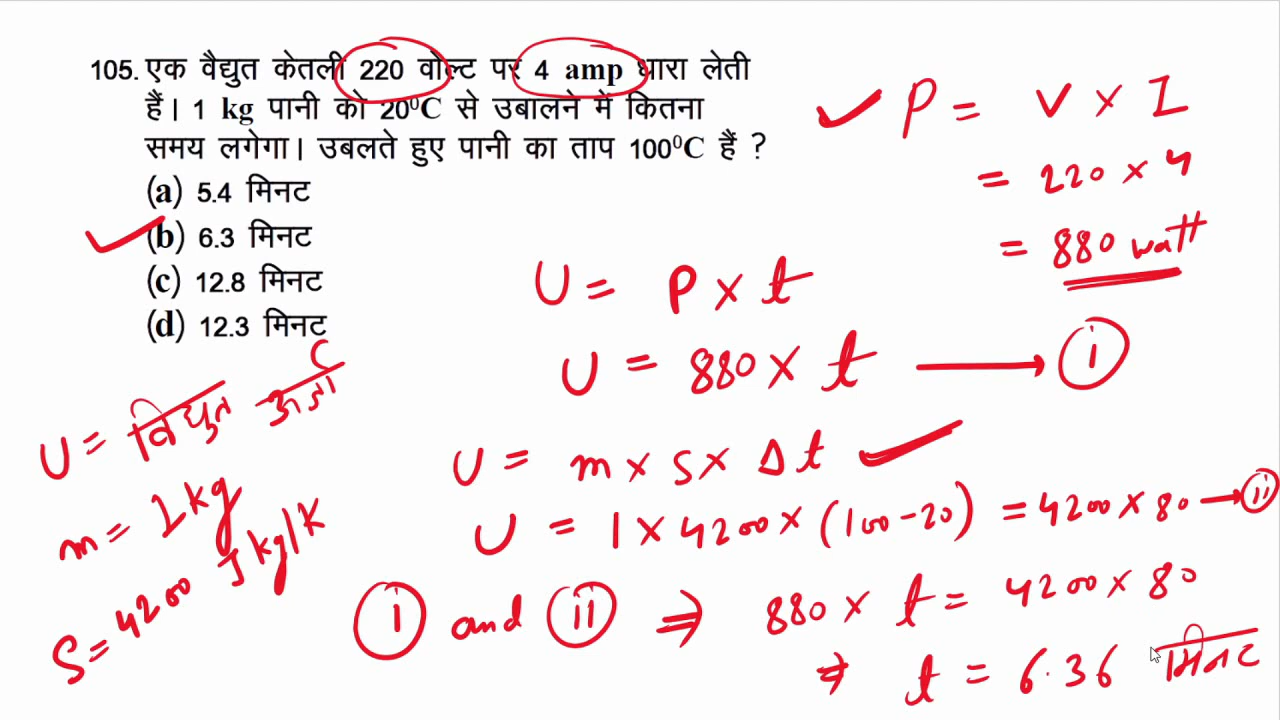 105. एक वैद्युत केतली 220 वोल्ट पर 4 amp धारा लेती
हैं। 1 kg पानी को 20⁰C से उबालने में कितना
समय लगेगा। उबलते हुए पानी का ताप 100⁰C हैं ?
(a) 5.4 मिनट
(b) 6.3 मिनट
(c) 12.8 मिनट
(d) 12.3 मिनट
P = V × I
= 220 × 4
= 880 watt
U = P × t
U = 880 × t → (i)
U = विद्युत ऊर्जा
m = 1 kg
S = 4200 J kg/K
U = m × s × Δt
U = 1 × 4200 × (100-20) = 4200 × 80 → (ii)
(i) and (ii) ⇒ 880 × t = 4200 × 80
⇒ t = 6.36 मिनट